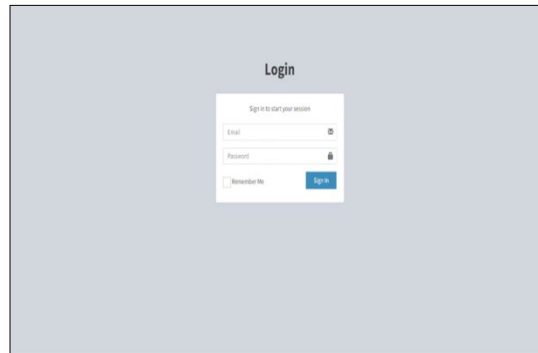 Login
Sign in to start your session
Email
Password
Remember Me
Sign In